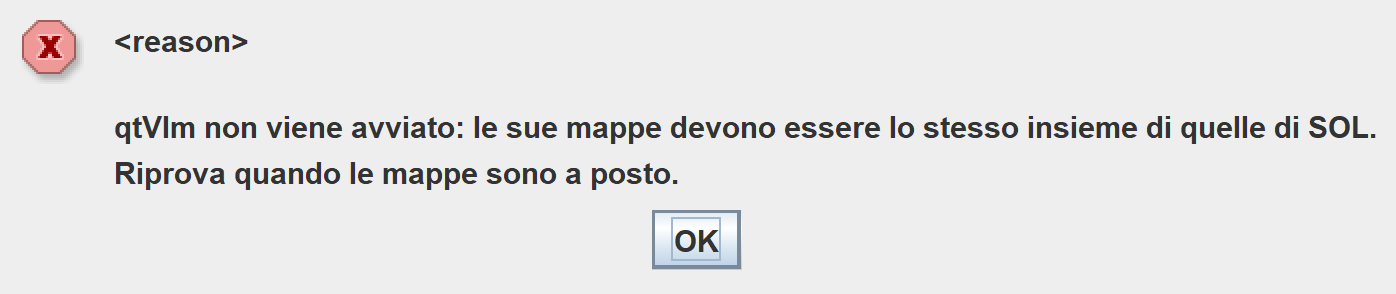 X
<reason>
qtVlm non viene avviato: le sue mappe devono essere lo stesso insieme di quelle di SOL.
Riprova quando le mappe sono a posto.
OK